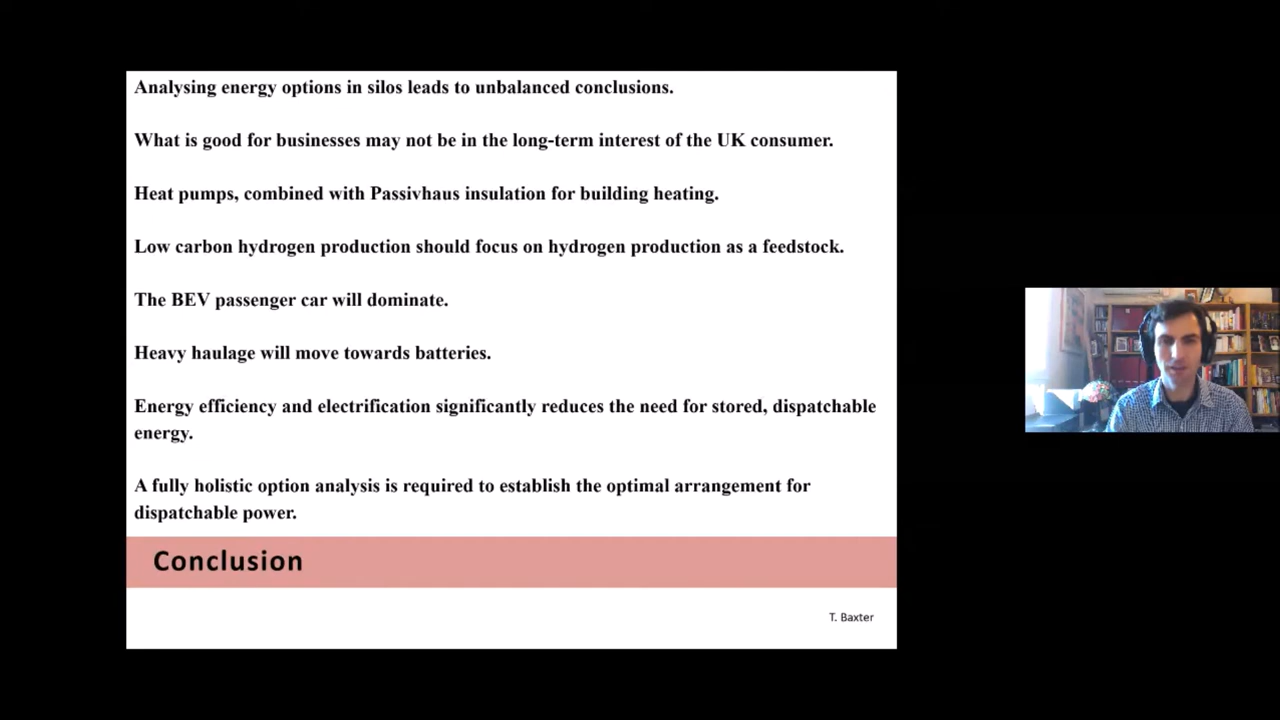 Analysing energy options in silos leads to unbalanced conclusions.
What is good for businesses may not be in the long-term interest of the UK consumer.
Heat pumps, combined with Passivhaus insulation for building heating.
Low carbon hydrogen production should focus on hydrogen production as a feedstock.
The BEV passenger car will dominate.
Heavy haulage will move towards batteries.
Energy efficiency and electrification significantly reduces the need for stored, dispatchable
energy.
A fully holistic option analysis is required to establish the optimal arrangement for
dispatchable power.
Conclusion
T. Baxter